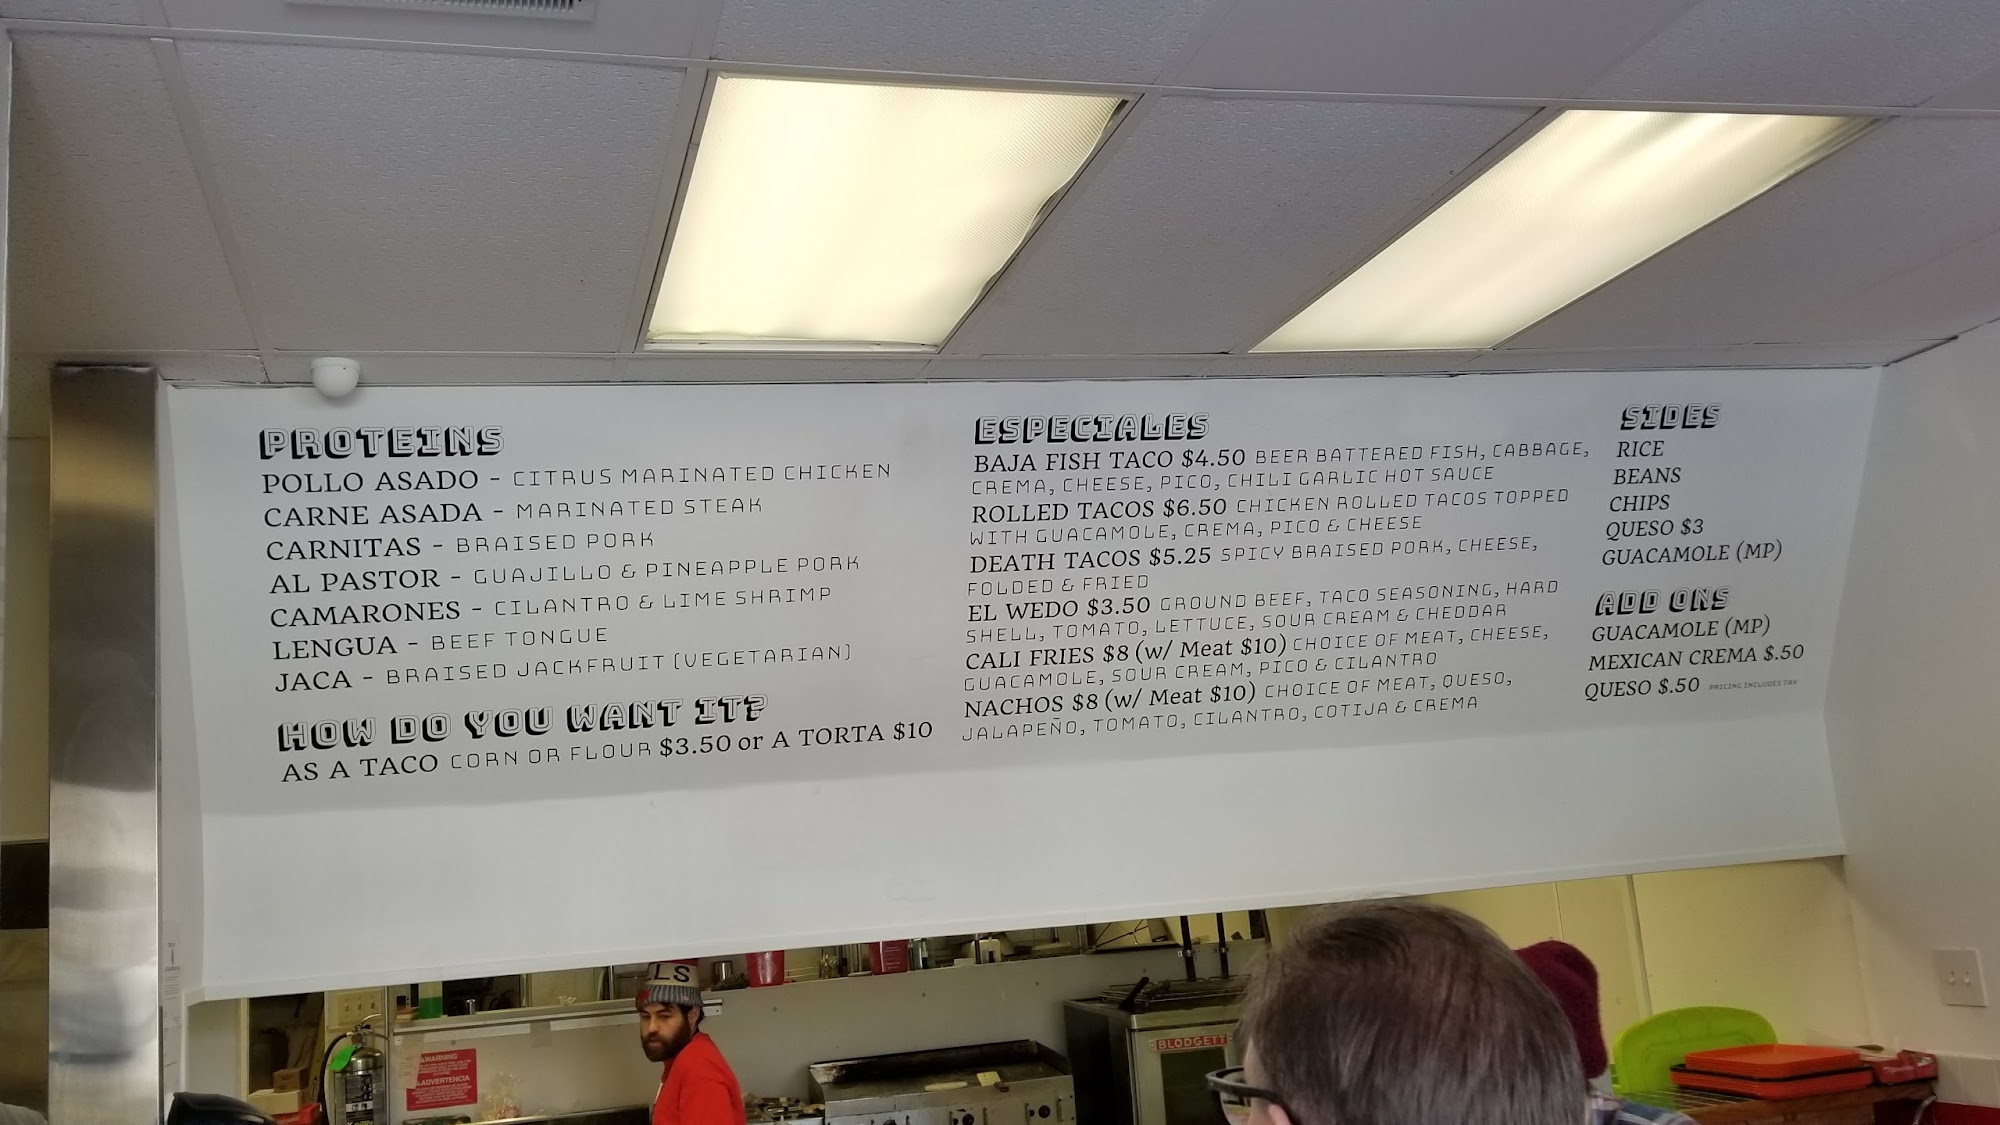 PROTEINS
POLLO ASADO - CITRUS MARINATED CHICKEN
CARNE ASADA - MARINATED STEAK
CARNITAS - BRAISED PORK
AL PASTOR - GUAJILLO & PINEAPPLE PORK
CAMARONES - CILANTRO & LIME SHRIMP
LENGUA - BEEF TONGUE
JACA - BRAISED JACKFRUIT (VEGETARIAN)
HOW DO YOU WANT IT?
AS A TACO CORN OR FLOUR $3.50 or A TORTA $10
ESPECIALES
BAJA FISH TACO $4.50 BEER BATTERED FISH, CABBAGE,
CREMA, CHEESE, PICO, CHILI GARLIC HOT SAUCE
ROLLED TACOS $6.50 CHICKEN ROLLED TACOS TOPPED
WITH GUACAMOLE, CREMA, PICO & CHEESE
DEATH TACOS $5.25 SPICY BRAISED PORK, CHEESE,
FOLDED & FRIED
EL WEDO $3.50 GROUND BEEF, TACO SEASONING, HARD
SHELL, TOMATO, LETTUCE, SOUR CREAM & CHEDDAR
CALI FRIES $8 (w/ Meat $10) CHOICE OF MEAT, CHEESE,
GUACAMOLE, SOUR CREAM, PICO & CILANTRO
NACHOS $8 (w/ Meat $10) CHOICE OF MEAT, QUESO,
JALAPEÑO, TOMATO, CILANTRO, COTIJA & CREMA
SIDES
RICE
BEANS
CHIPS
QUESO $3
GUACAMOLE (MP)
ADD ONS
GUACAMOLE (MP)
MEXICAN CREMA $.50
QUESO $.50 PRICING INCLUDES TAX
LS
WARNING
ADVERTENCIA
BLODGETT